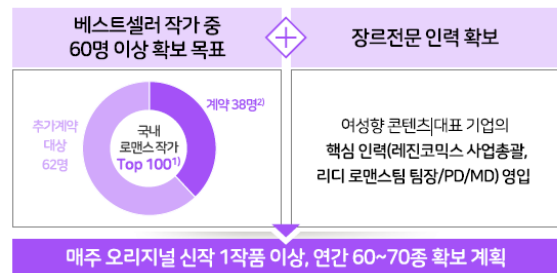 베스트셀러 작가 중
60명 이상 확보 목표
장르전문 인력 확보
계약 38명2)
추가계약
대상
62명
국내
로맨스 작가
Top 1001)
여성향 콘텐츠|대표 기업의
핵심 인력(레진코믹스 사업총괄,
리디 로맨스팀 팀장/PD/MD) 영입
매주 오리지널 신작 1작품 이상, 연간 60~70종 확보 계획